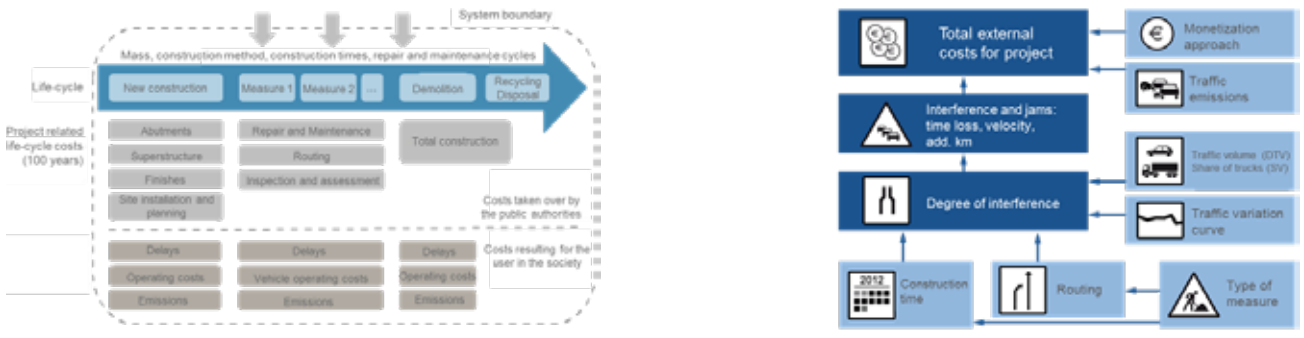 System boundary
Mass, construction method, construction times, repair and maintenance cycles
Life-cycle
New construction
Measure 1
Measure 2
...
Demolition
Recycling
Disposal
Project related
life-cycle costs
(100 years)
Abutments
Repair and Maintenance
Total construction
Superstructure
Routing
Finishes
Inspection and assessment
Site installation and
planning
Costs taken over by
the public authorities
Delays
Delays
Delays
Costs resulting for the
user in the society
Operating costs
Vehicle operating costs
Operating costs
Emissions
Emissions
Emissions
Total external
costs for project
€
Monetization
approach
Traffic
emissions
Interference and jams:
time loss, velocity,
add. km
Traffic volume (DTV)
Share of trucks (SV)
Degree of interference
Traffic variation
curve
2012
Construction
time
Routing
Type of
measure